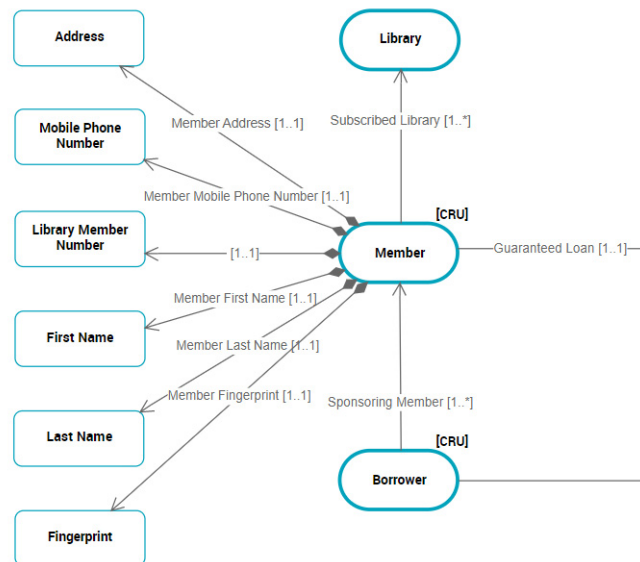 Address
Library
Member Address [1..1]
Subscribed Library [1..*]
Mobile Phone
Number
Member Mobile Phone Number [1..1]
[CRU]
Library Member
Number
[1..1]
Member
Guaranteed Loan [1..1]
Member First Name [1..1]
First Name
Member Last Name [1..1]
Member Fingerprint [1..1]
Sponsoring Member [1..*]
Last Name
[CRU]
Borrower
Fingerprint